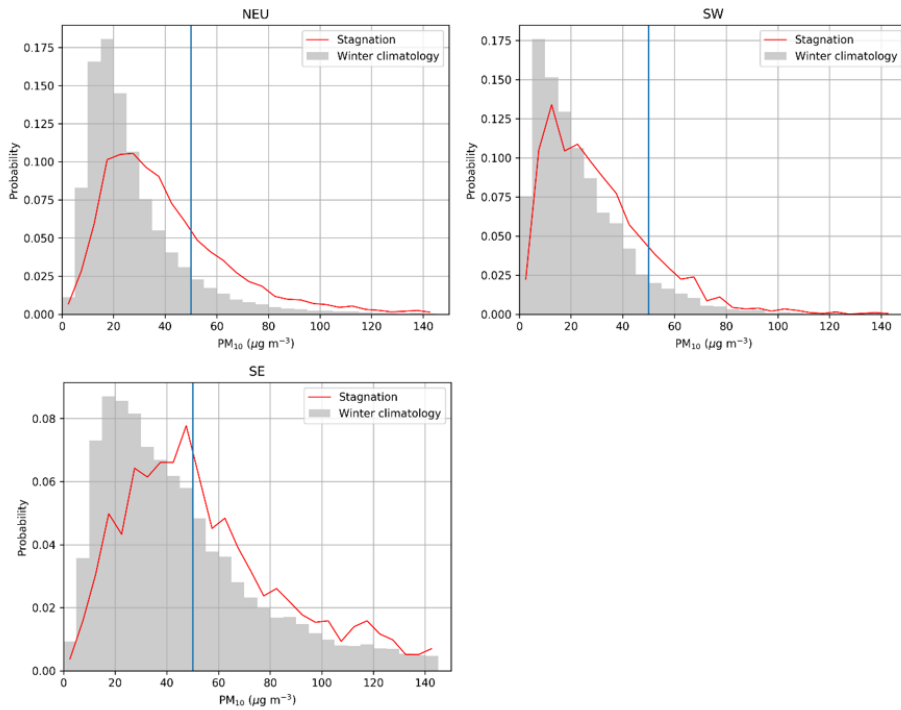 NEU
Stagnation
Winter climatology
0.175
0.150
0.125
0.100
0.075
0.050
0.025
0.000
Probability
0 20 40 60 80 100 120 140
PM₁₀ (µg m⁻³)
SW
Stagnation
Winter climatology
0.175
0.150
0.125
0.100
0.075
0.050
0.025
0.000
Probability
0 20 40 60 80 100 120 140
PM₁₀ (µg m⁻³)
SE
Stagnation
Winter climatology
0.08
0.06
0.04
0.02
0.00
Probability
0 20 40 60 80 100 120 140
PM₁₀ (µg m⁻³)